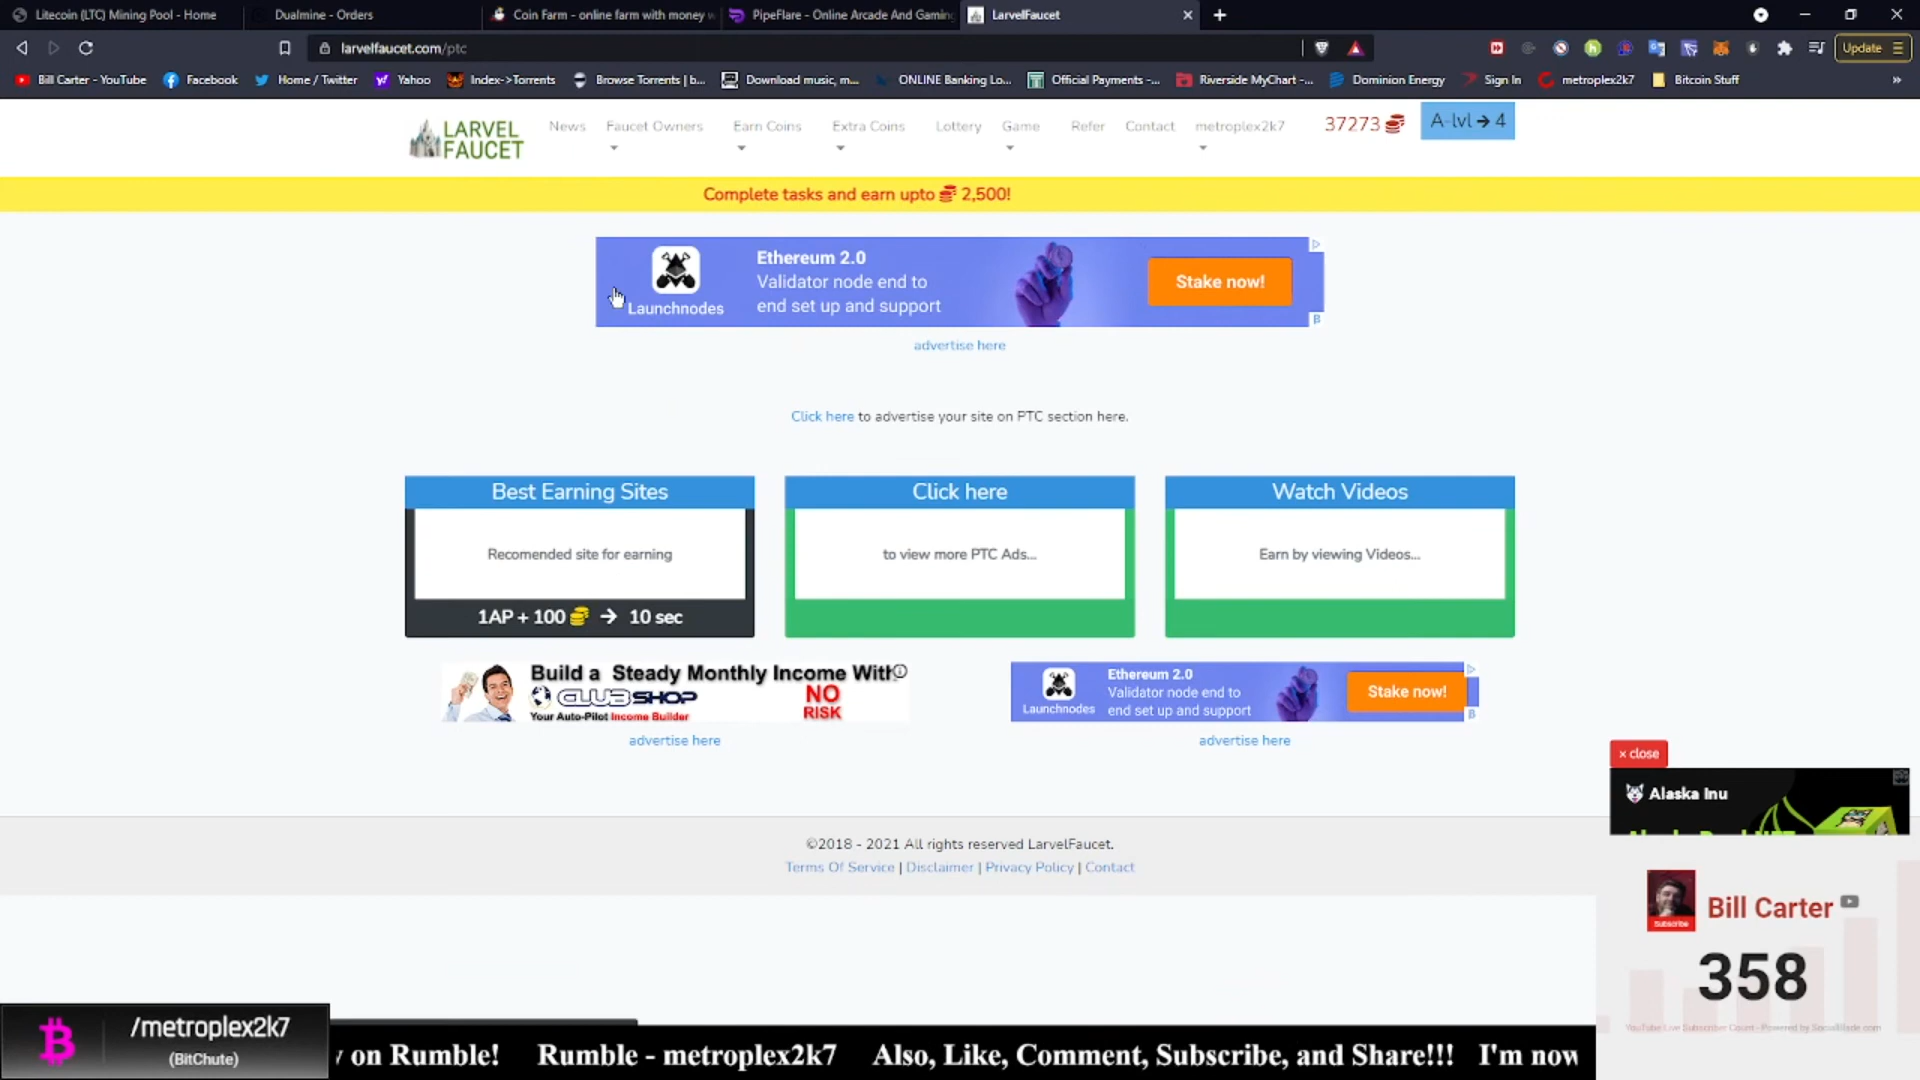 Litecoin (LTC) Mining Pool - Home
Dualmine - Orders
Coin Farm - online farm with money w
PipeFlare - Online Arcade And Gaming
LarvelFaucet
larvelfaucet.com/ptc
Update
Bill Carter - YouTube
Facebook
Home / Twitter
Yahoo
Index->Torrents
Browse Torrents | b...
Download music, m...
ONLINE Banking Lo...
Official Payments -...
Riverside MyChart -...
Dominion Energy
Sign In
metroplex2k7
Bitcoin Stuff
LARVEL
FAUCET
News
Faucet Owners
Earn Coins
Extra Coins
Lottery
Game
Refer
Contact
metroplex2k7
37273
A-lvl → 4
Complete tasks and earn upto 2,500!
Launchnodes
Ethereum 2.0
Validator node end to
end set up and support
Stake now!
advertise here
Click here to advertise your site on PTC section here.
Best Earning Sites
Recomended site for earning
1AP + 100 → 10 sec
Click here
to view more PTC Ads...
Watch Videos
Earn by viewing Videos...
Build a Steady Monthly Income With
CLUBSHOP
Your Auto-Pilot Income Builder
NO
RISK
advertise here
Launchnodes
Ethereum 2.0
Validator node end to
end set up and support
Stake now!
advertise here
× close
Alaska Inu
©2018 - 2021 All rights reserved LarvelFaucet.
Terms Of Service | Disclaimer | Privacy Policy | Contact
Subscribe
Bill Carter
358
YouTube Live Subscriber Count - Powered by SocialBlade.com
/metroplex2k7
(BitChute)
y on Rumble! Rumble - metroplex2k7 Also, Like, Comment, Subscribe, and Share!!! I'm now